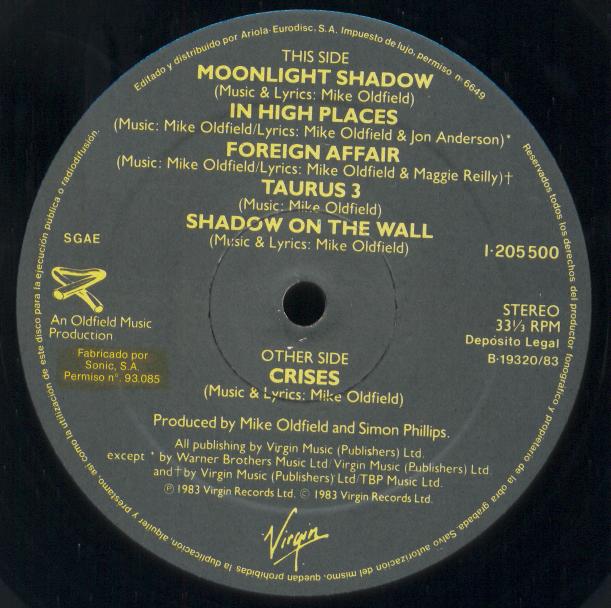 Editado y distribuido por Ariola-Eurodisc, S.A. Impuesto de lujo, permiso nº 6649
THIS SIDE
MOONLIGHT SHADOW
(Music & Lyrics: Mike Oldfield)
IN HIGH PLACES
(Music: Mike Oldfield/Lyrics: Mike Oldfield & Jon Anderson)*
FOREIGN AFFAIR
(Music: Mike Oldfield/Lyrics: Mike Oldfield & Maggie Reilly)†
TAURUS 3
(Music: Mike Oldfield)
SHADOW ON THE WALL
(Music & Lyrics: Mike Oldfield)
SGAE
I-205500
An Oldfield Music
Production
STEREO
33⅓ RPM
Depósito Legal
B-19320/83
Fabricado por
Sonic, S.A.
Permiso nº. 93.085
OTHER SIDE
CRISES
(Music & Lyrics: Mike Oldfield)
Produced by Mike Oldfield and Simon Phillips.
All publishing by Virgin Music (Publishers) Ltd.
except * by Warner Brothers Music Ltd/Virgin Music (Publishers) Ltd.
and † by Virgin Music (Publishers) Ltd/TBP Music Ltd.
℗ 1983 Virgin Records Ltd. © 1983 Virgin Records Ltd.
Virgin
Reservados todos los derechos del productor fonográfico y propietario de la obra grabada. Salvo autorización del mismo, quedan prohibidas la duplicación, alquiler y préstamo, así como la utilización de este disco para la ejecución publica o radiodifusión.